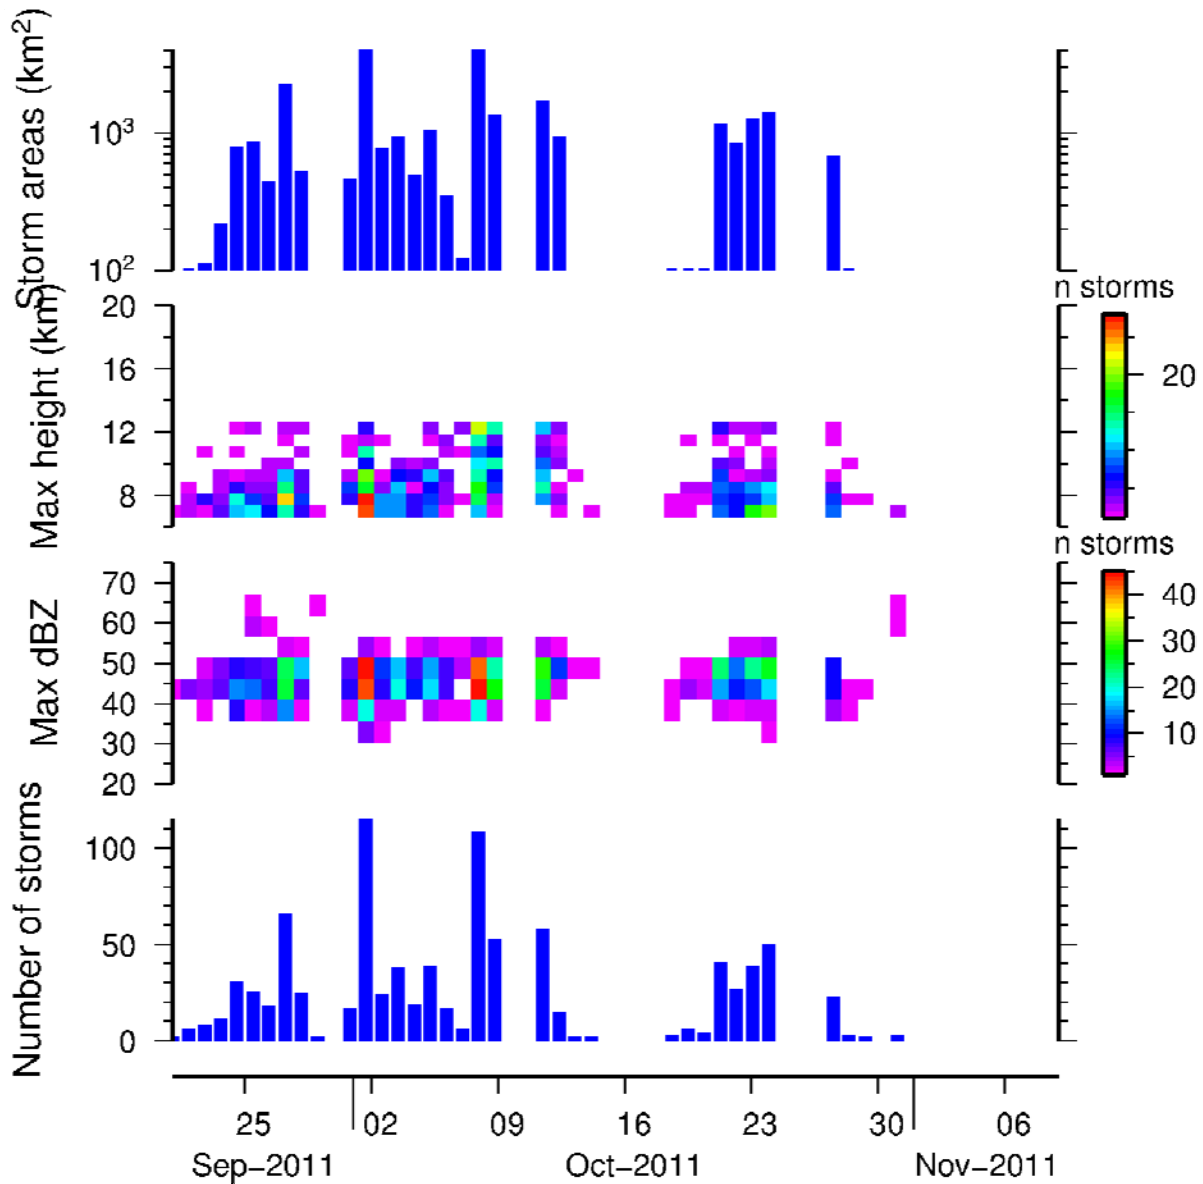 Storm areas (km2)
10³
10²
n storms
Max height (km)
20
16
12
8
20
n storms
Max dBZ
70
60
50
40
30
20
40
30
20
10
Number of storms
100
50
0
25 02 09 16 23 30 06
Sep-2011 Oct-2011 Nov-2011